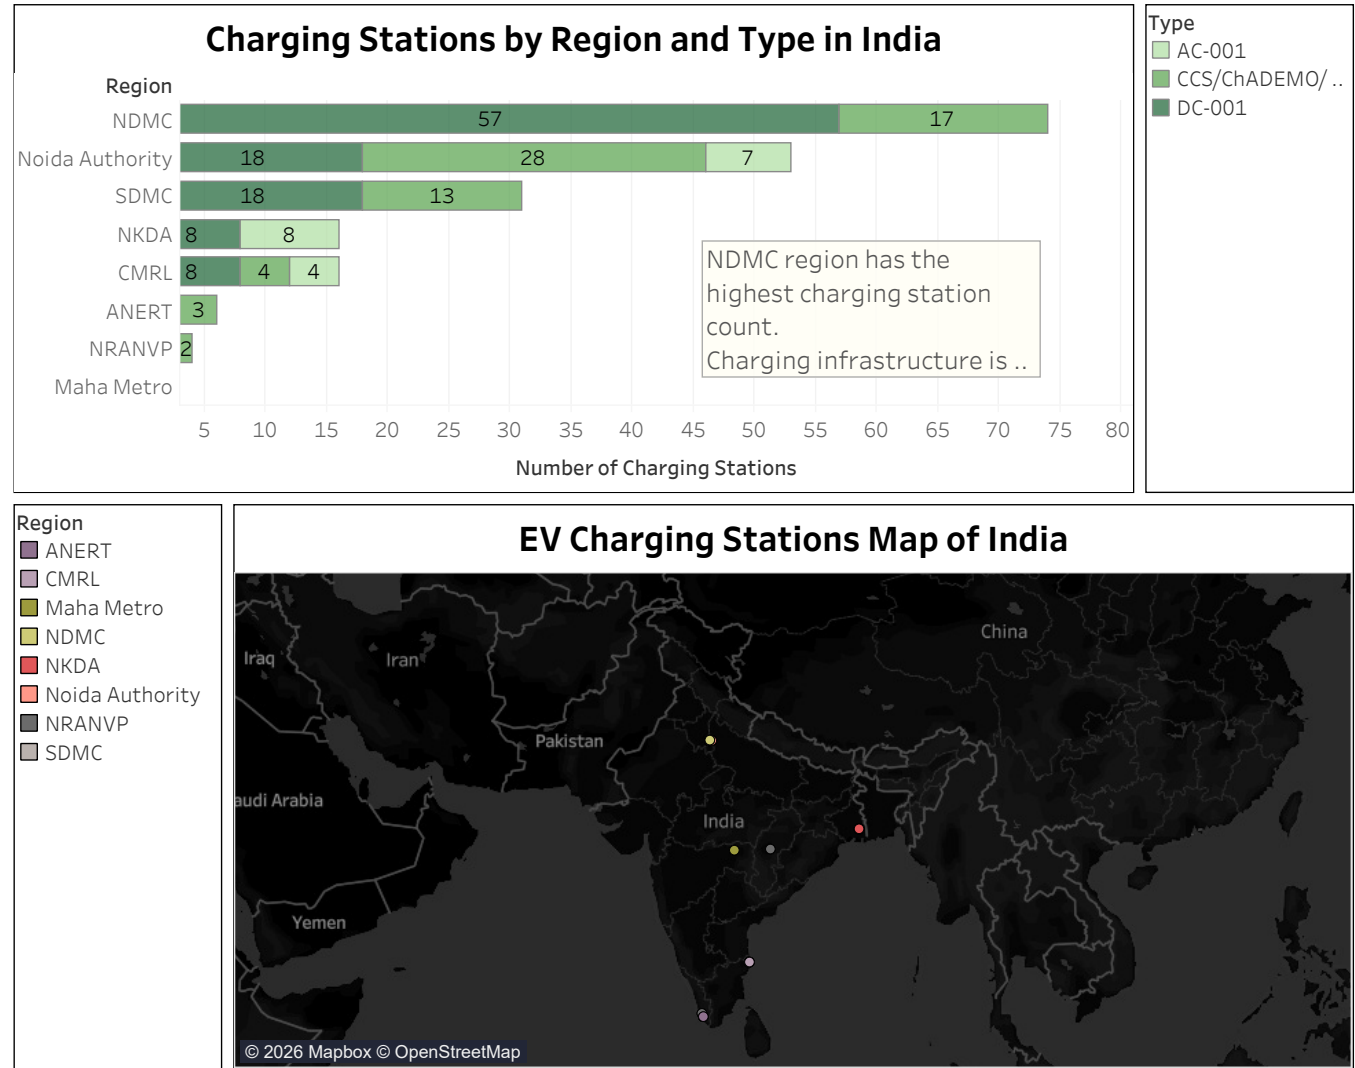 Charging Stations by Region and Type in India
Region
NDMC 57 17
Noida Authority 18 28 7
SDMC 18 13
NKDA 8 8
CMRL 8 4 4
ANERT 3
NRANVP 2
Maha Metro
NDMC region has the
highest charging station
count.
Charging infrastructure is ..
5 10 15 20 25 30 35 40 45 50 55 60 65 70 75 80
Number of Charging Stations
Type
AC-001
CCS/ChADEMO/ ..
DC-001
Region
ANERT
CMRL
Maha Metro
NDMC
NKDA
Noida Authority
NRANVP
SDMC
EV Charging Stations Map of India
China
Iraq
Iran
Pakistan
audi Arabia
India
Yemen
© 2026 Mapbox © OpenStreetMap